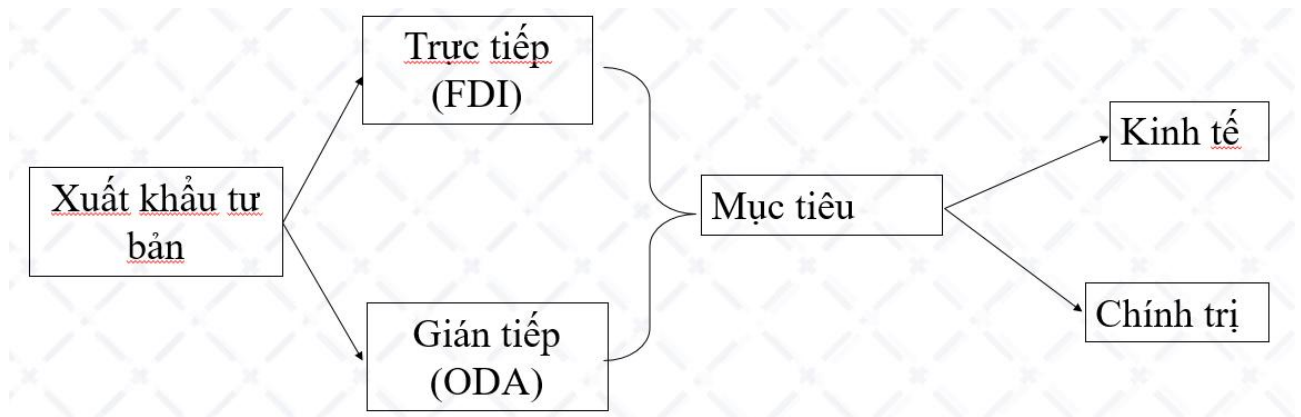 Xuất khẩu tư
bản
Trực tiếp
(FDI)
Gián tiếp
(ODA)
Mục tiêu
Kinh tế
Chính trị